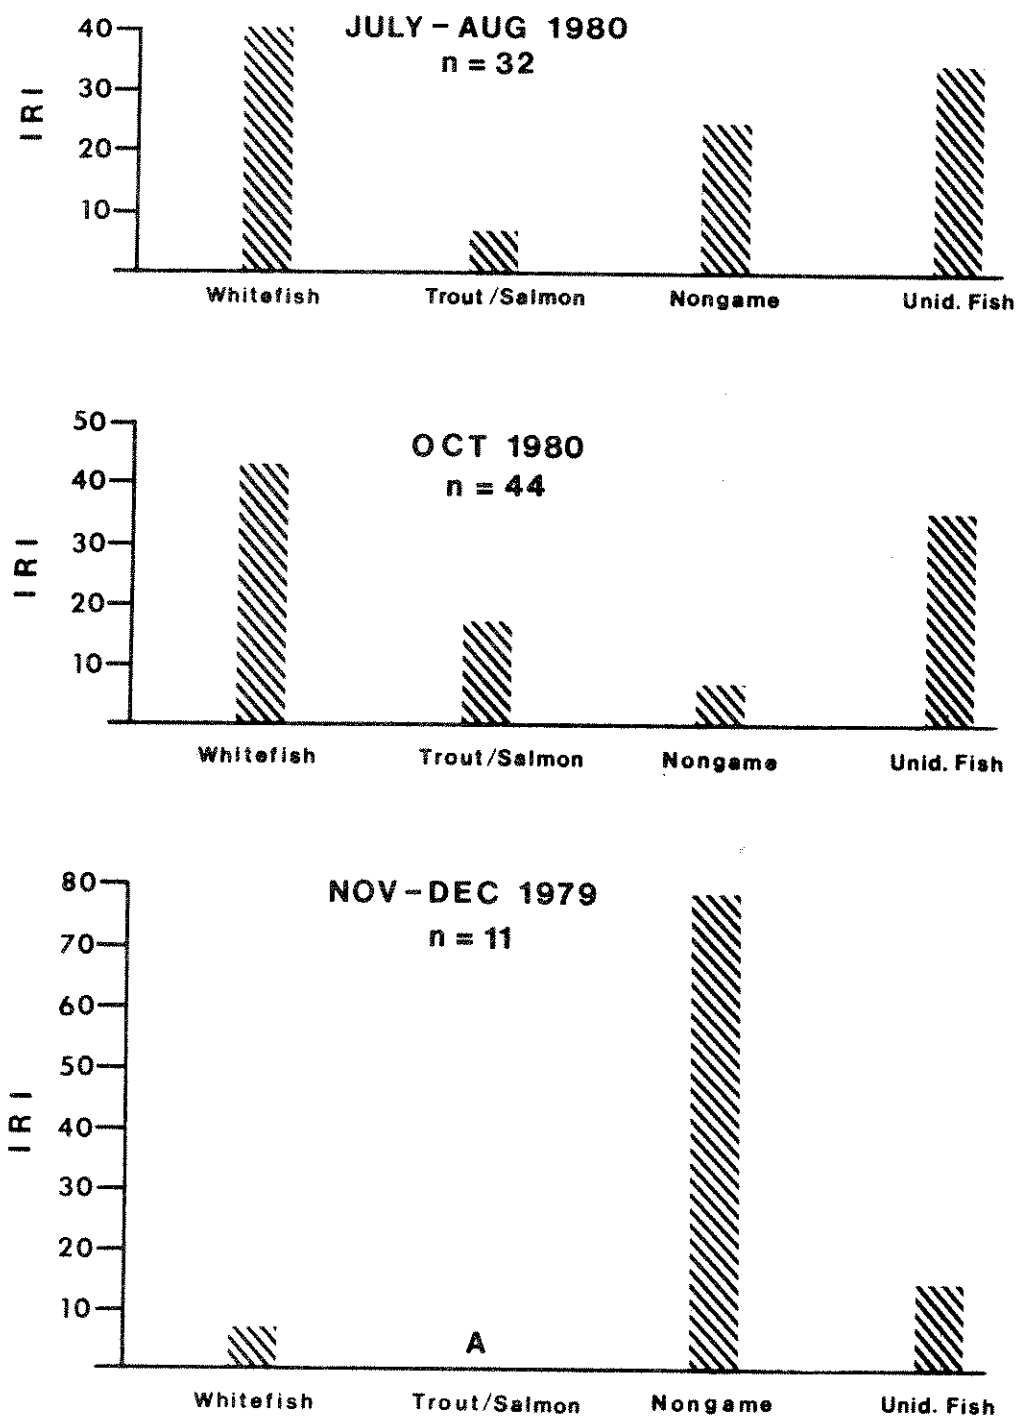 JULY-AUG 1980
n = 32
40
30
20
10
IRI
Whitefish Trout/Salmon Nongame Unid. Fish
OCT 1980
n = 44
50
40
30
20
10
IRI
Whitefish Trout/Salmon Nongame Unid. Fish
NOV-DEC 1979
n = 11
80
70
60
50
40
30
20
10
IRI
A
Whitefish Trout/Salmon Nongame Unid. Fish